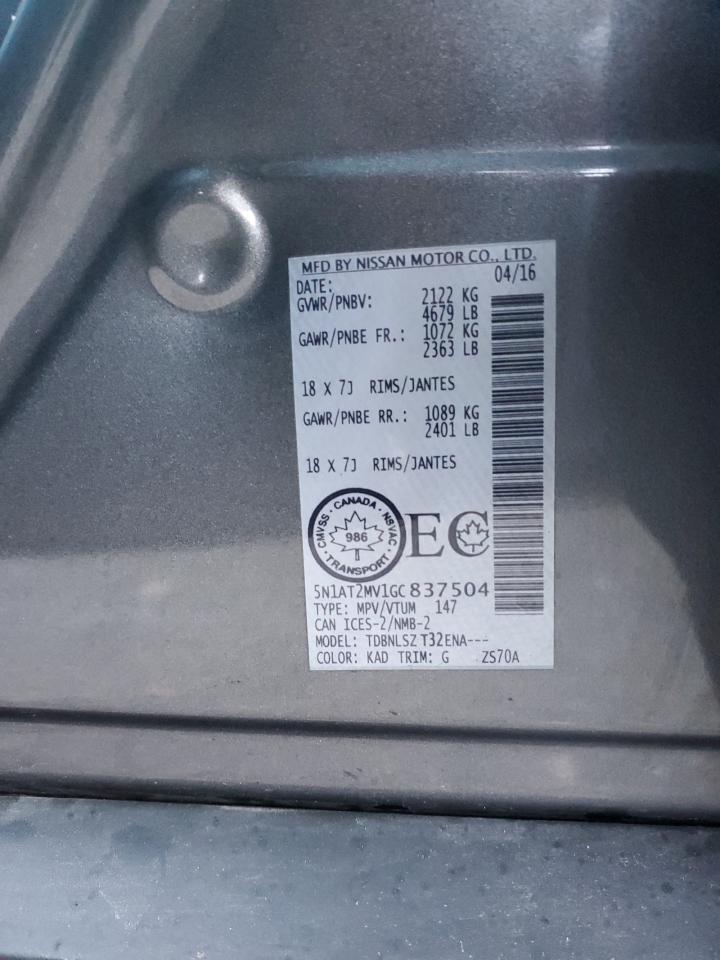 MFD BY NISSAN MOTOR CO., LTD.
DATE: 04/16
GVWR/PNBV: 2122 KG
4679 LB
GAWR/PNBE FR.: 1072 KG
2363 LB
18 X 7J RIMS/JANTES
GAWR/PNBE RR.: 1089 KG
2401 LB
18 X 7J RIMS/JANTES
CMVSS · CANADA · NSVAC · TRANSPORT ·
986
EC
5N1AT2MV1GC 837504
TYPE: MPV/VTUM 147
CAN ICES-2/NMB-2
MODEL: TDBNLSZ T32ENA---
COLOR: KAD TRIM: G ZS70A